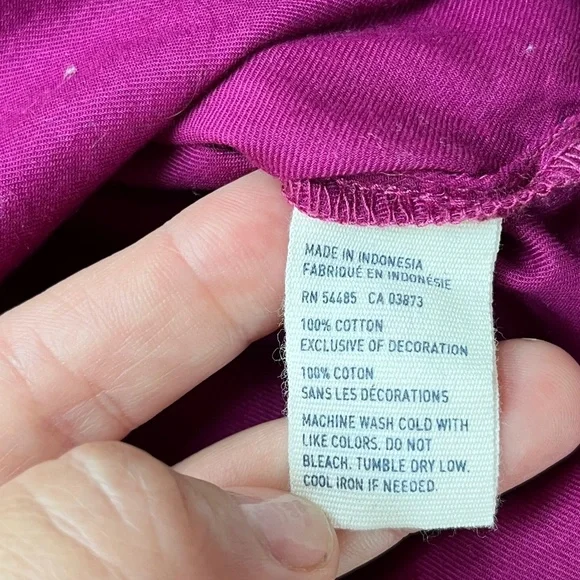 MADE IN INDONESIA
FABRIQUÉ EN INDONÉSIE
RN 54485 CA 03873
100% COTTON
EXCLUSIVE OF DECORATION
100% COTON
SANS LES DÉCORATIONS
MACHINE WASH COLD WITH
LIKE COLORS. DO NOT
BLEACH. TUMBLE DRY LOW.
COOL IRON IF NEEDED.